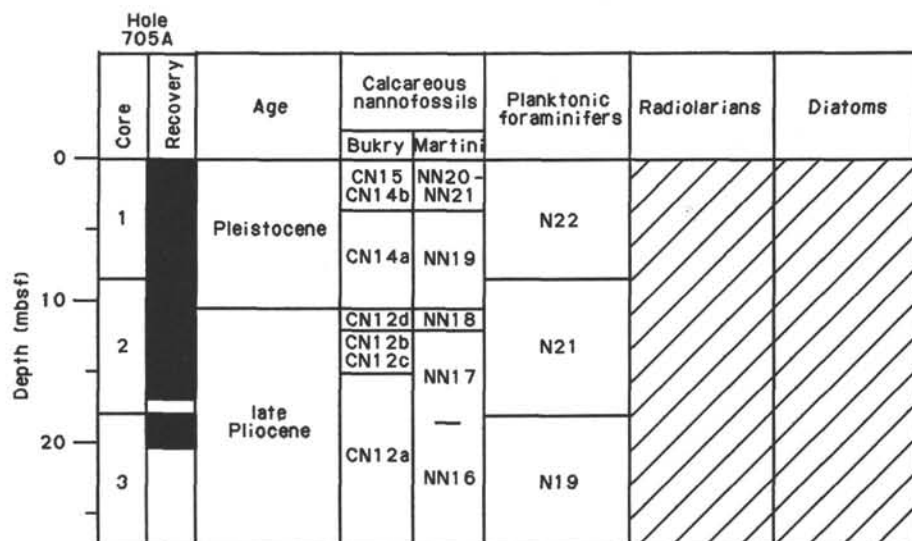 Hole
705A
Core
Recovery
Age
Calcareous
nannofossils
Bukry
Martini
Planktonic
foraminifers
Radiolarians
Diatoms
Depth (mbsf)
0
10
20
1
2
3
Pleistocene
late
Pliocene
CN15
CN14b
CN14a
CN12d
CN12b
CN12c
CN12a
NN20-
NN21
NN19
NN18
NN17
NN16
N22
N21
N19